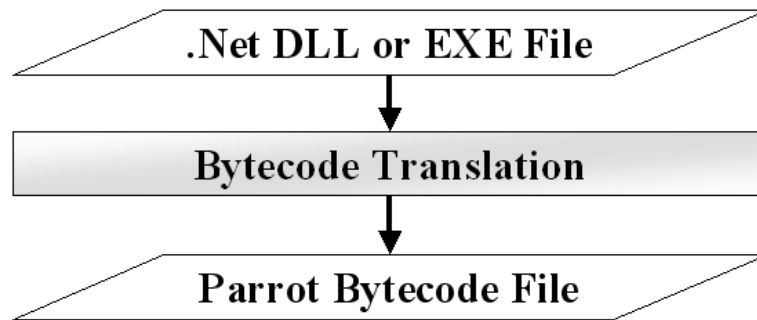 .Net DLL or EXE File
Bytecode Translation
Parrot Bytecode File